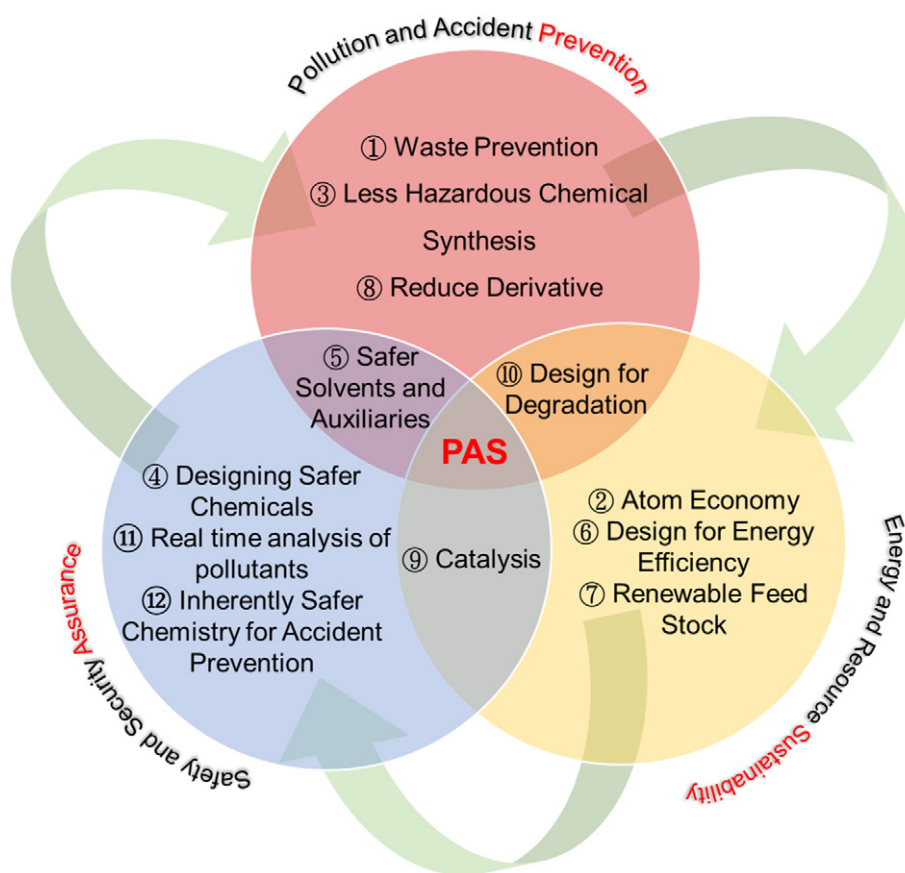 Pollution and Accident Prevention
① Waste Prevention
③ Less Hazardous Chemical
Synthesis
⑧ Reduce Derivative
⑤ Safer
Solvents and
Auxiliaries
⑩ Design for
Degradation
PAS
④ Designing Safer
Chemicals
⑪ Real time analysis of
pollutants
⑫ Inherently Safer
Chemistry for Accident
Prevention
⑨ Catalysis
② Atom Economy
⑥ Design for Energy
Efficiency
⑦ Renewable Feed
Stock
Safety and Security Assurance
Energy and Resource Sustainability